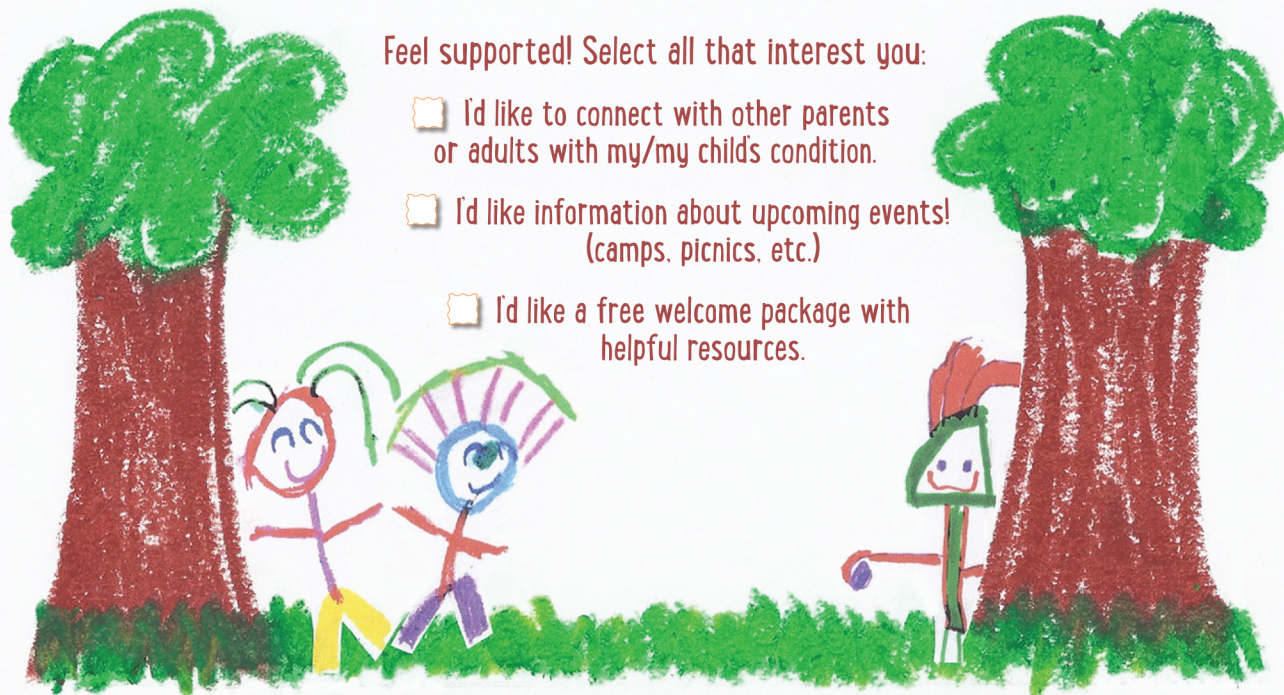 Feel supported! Select all that interest you:
I'd like to connect with other parents
or adults with my/my child's condition.
I'd like information about upcoming events!
(camps, picnics, etc.)
I'd like a free welcome package with
helpful resources.